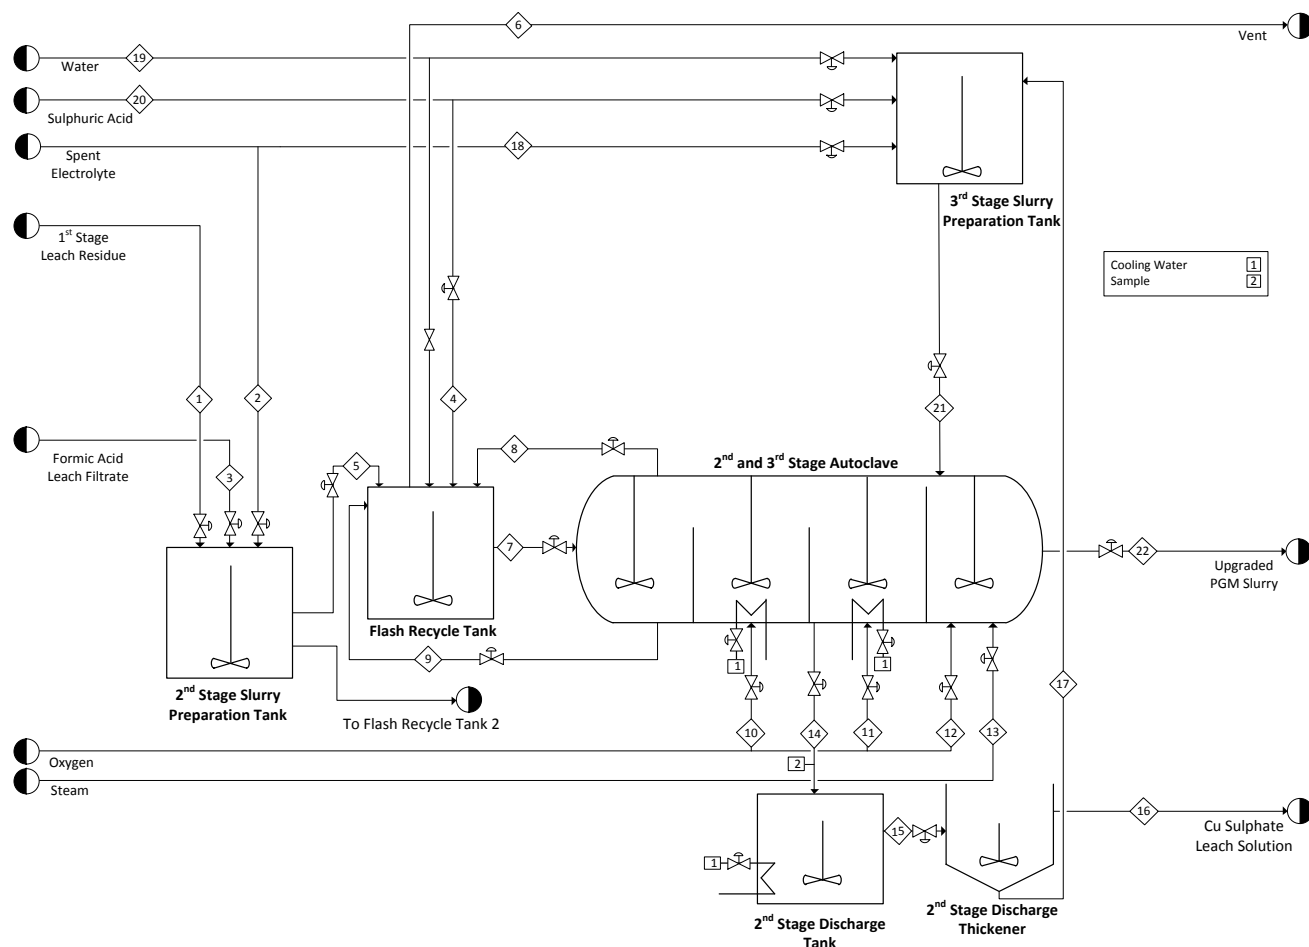 6
Vent
19
Water
20
Sulphuric Acid
18
Spent
Electrolyte
3rd Stage Slurry
Preparation Tank
1st Stage
Leach Residue
Cooling Water 1
Sample 2
1
2
4
21
Formic Acid
Leach Filtrate
3
5
8
2nd and 3rd Stage Autoclave
7
22
Upgraded
PGM Slurry
Flash Recycle Tank
9
1
1
2nd Stage Slurry
Preparation Tank
To Flash Recycle Tank 2
17
10
14
11
12
13
Oxygen
2
Steam
16
15
Cu Sulphate
Leach Solution
1
2nd Stage Discharge
Tank
2nd Stage Discharge
Thickener